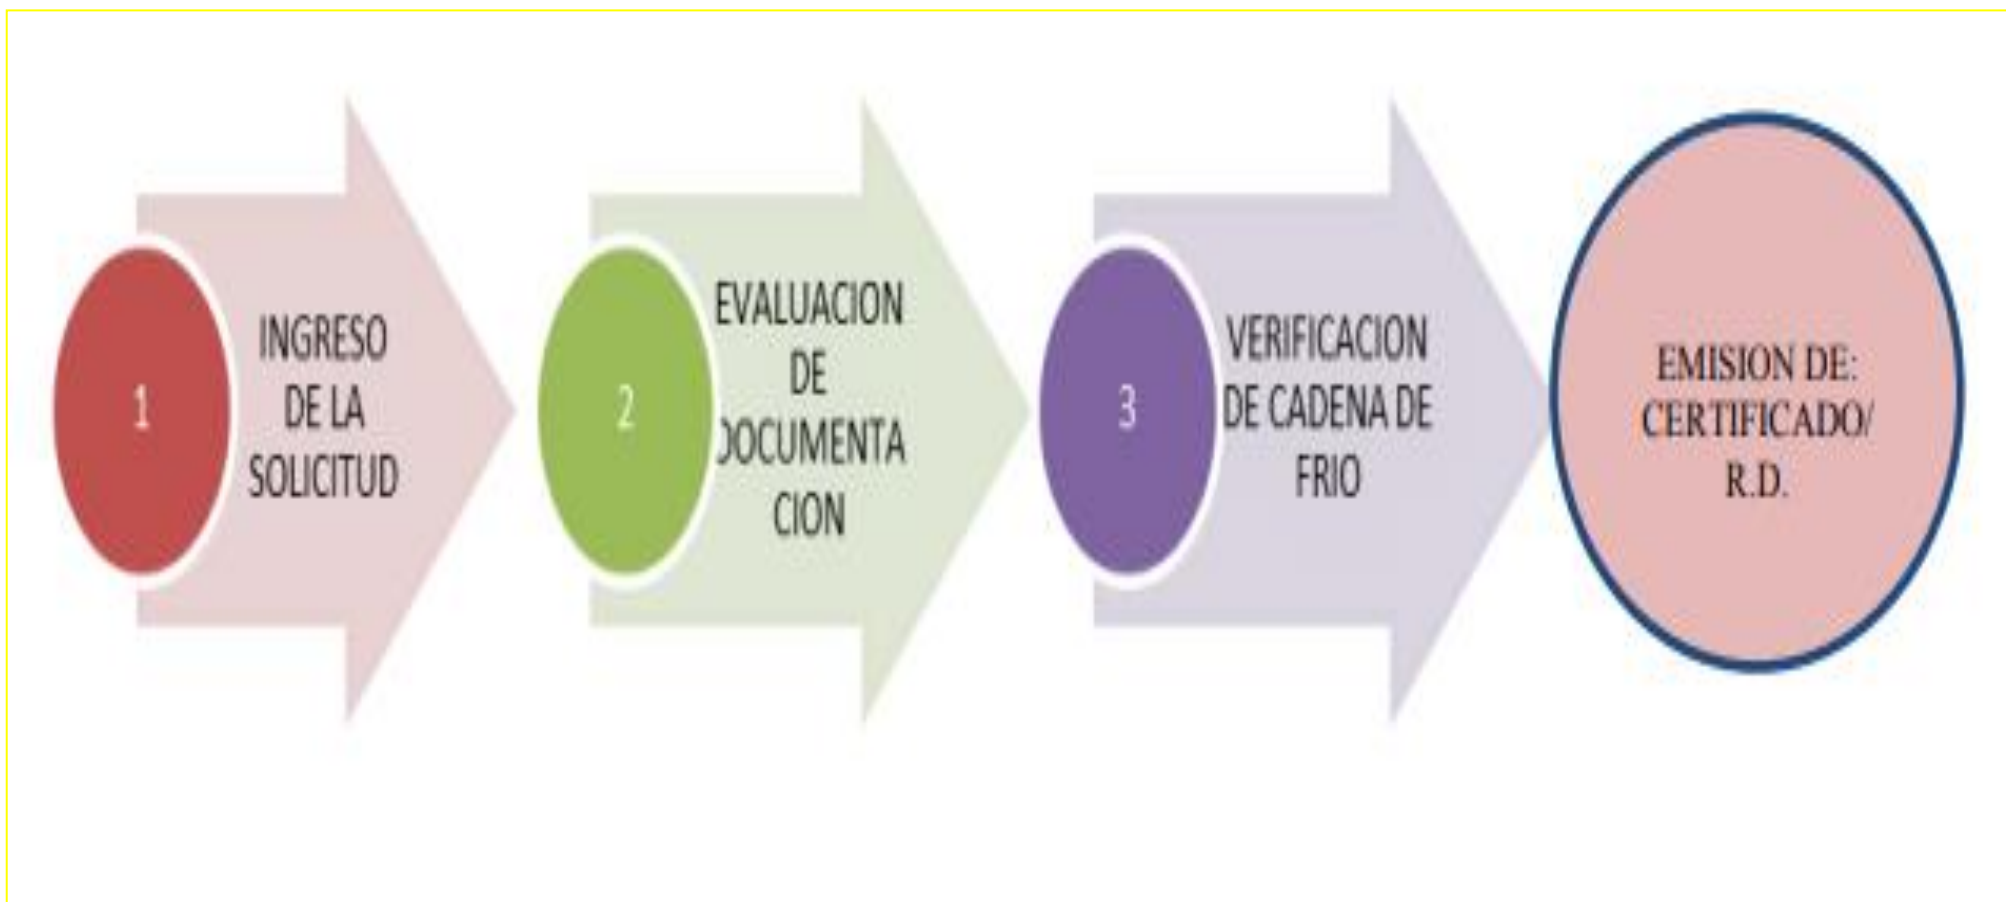 1
INGRESO
DE LA
SOLICITUD
2
EVALUACION
DE
DOCUMENTA
CION
3
VERIFICACION
DE CADENA DE
FRIO
EMISION DE:
CERTIFICADO/
R.D.